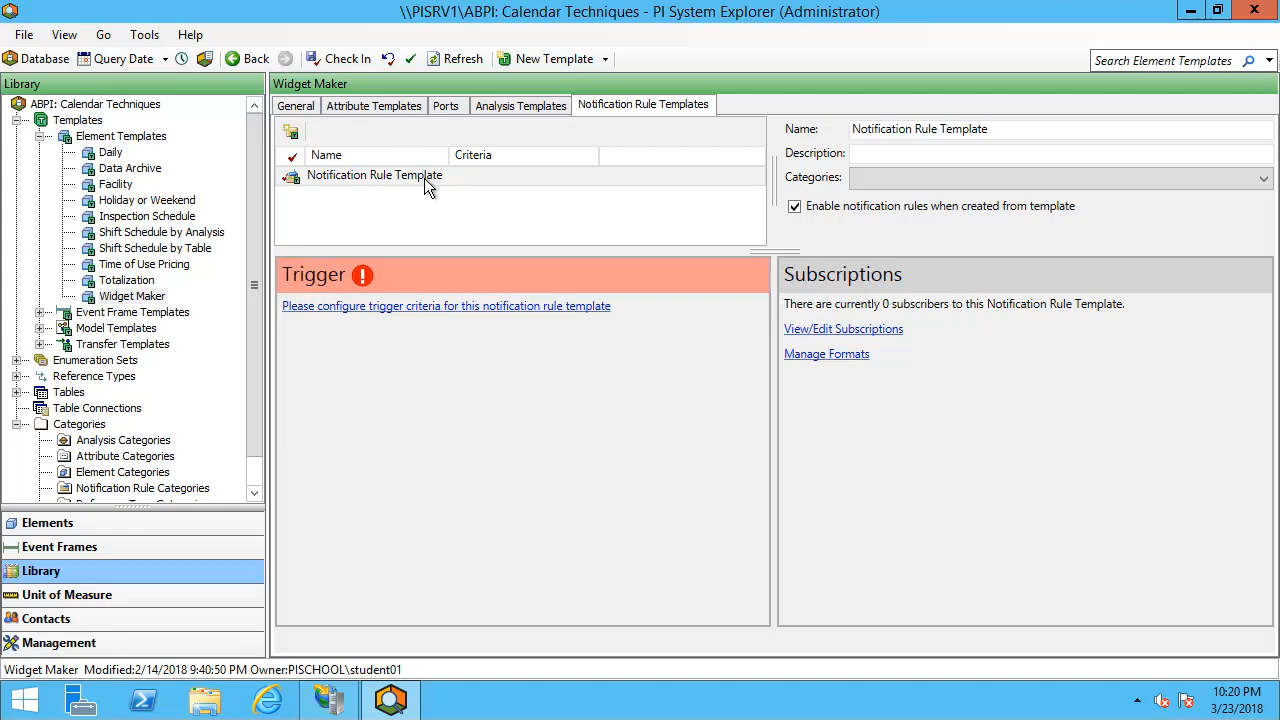 \\PISRV1\ABPI: Calendar Techniques - PI System Explorer (Administrator)
File View Go Tools Help
Database Query Date Back Check In Refresh New Template Search Element Templates
Library
Widget Maker
ABPI: Calendar Techniques
Templates
Element Templates
Daily
Data Archive
Facility
Holiday or Weekend
Inspection Schedule
Shift Schedule by Analysis
Shift Schedule by Table
Time of Use Pricing
Totalization
Widget Maker
Event Frame Templates
Model Templates
Transfer Templates
Enumeration Sets
Reference Types
Tables
Table Connections
Categories
Analysis Categories
Attribute Categories
Element Categories
Notification Rule Categories
Elements
Event Frames
Library
Unit of Measure
Contacts
Management
General Attribute Templates Ports Analysis Templates Notification Rule Templates
Name Criteria
Notification Rule Template
Name: Notification Rule Template
Description:
Categories:
Enable notification rules when created from template
Trigger
Please configure trigger criteria for this notification rule template
Subscriptions
There are currently 0 subscribers to this Notification Rule Template.
View/Edit Subscriptions
Manage Formats
Widget Maker Modified:2/14/2018 9:40:50 PM Owner:PISCHOOL\student01
10:20 PM
3/23/2018